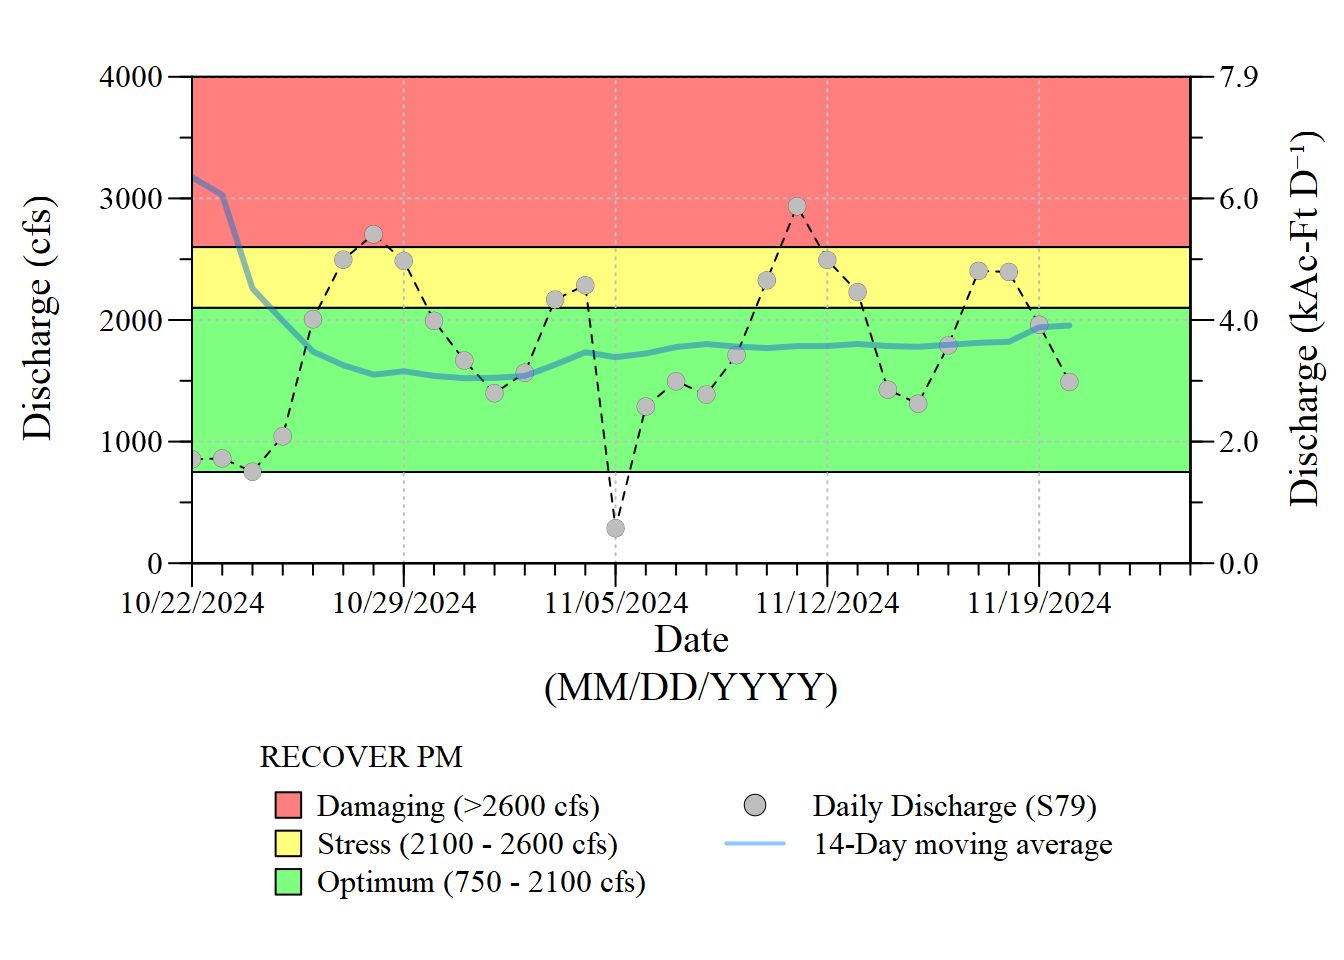 4000
3000
2000
1000
0
Discharge (cfs)
7.9
6.0
4.0
2.0
0.0
Discharge (kAc-Ft D⁻¹)
10/22/2024 10/29/2024 11/05/2024 11/12/2024 11/19/2024
Date
(MM/DD/YYYY)
RECOVER PM
Damaging (>2600 cfs)
Stress (2100 - 2600 cfs)
Optimum (750 - 2100 cfs)
Daily Discharge (S79)
14-Day moving average